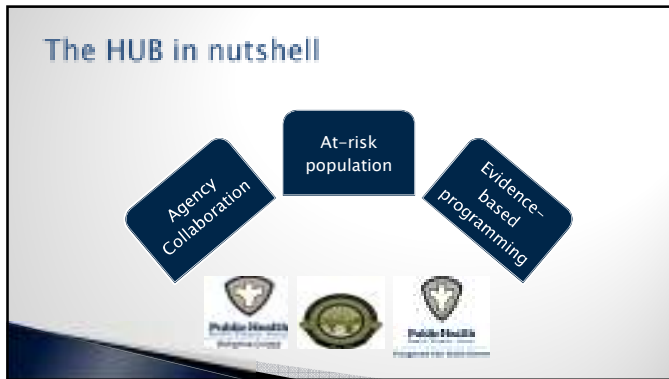 The HUB in nutshell
At-risk
population
Agency
Collaboration
Evidence-
based
programming
Public Health
Public Health